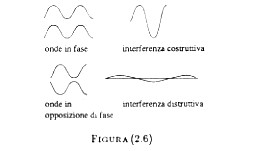 onde in fase interferenza costruttiva
onde in interferenza distruttiva
opposizione di fase
FIGURA (2.6)